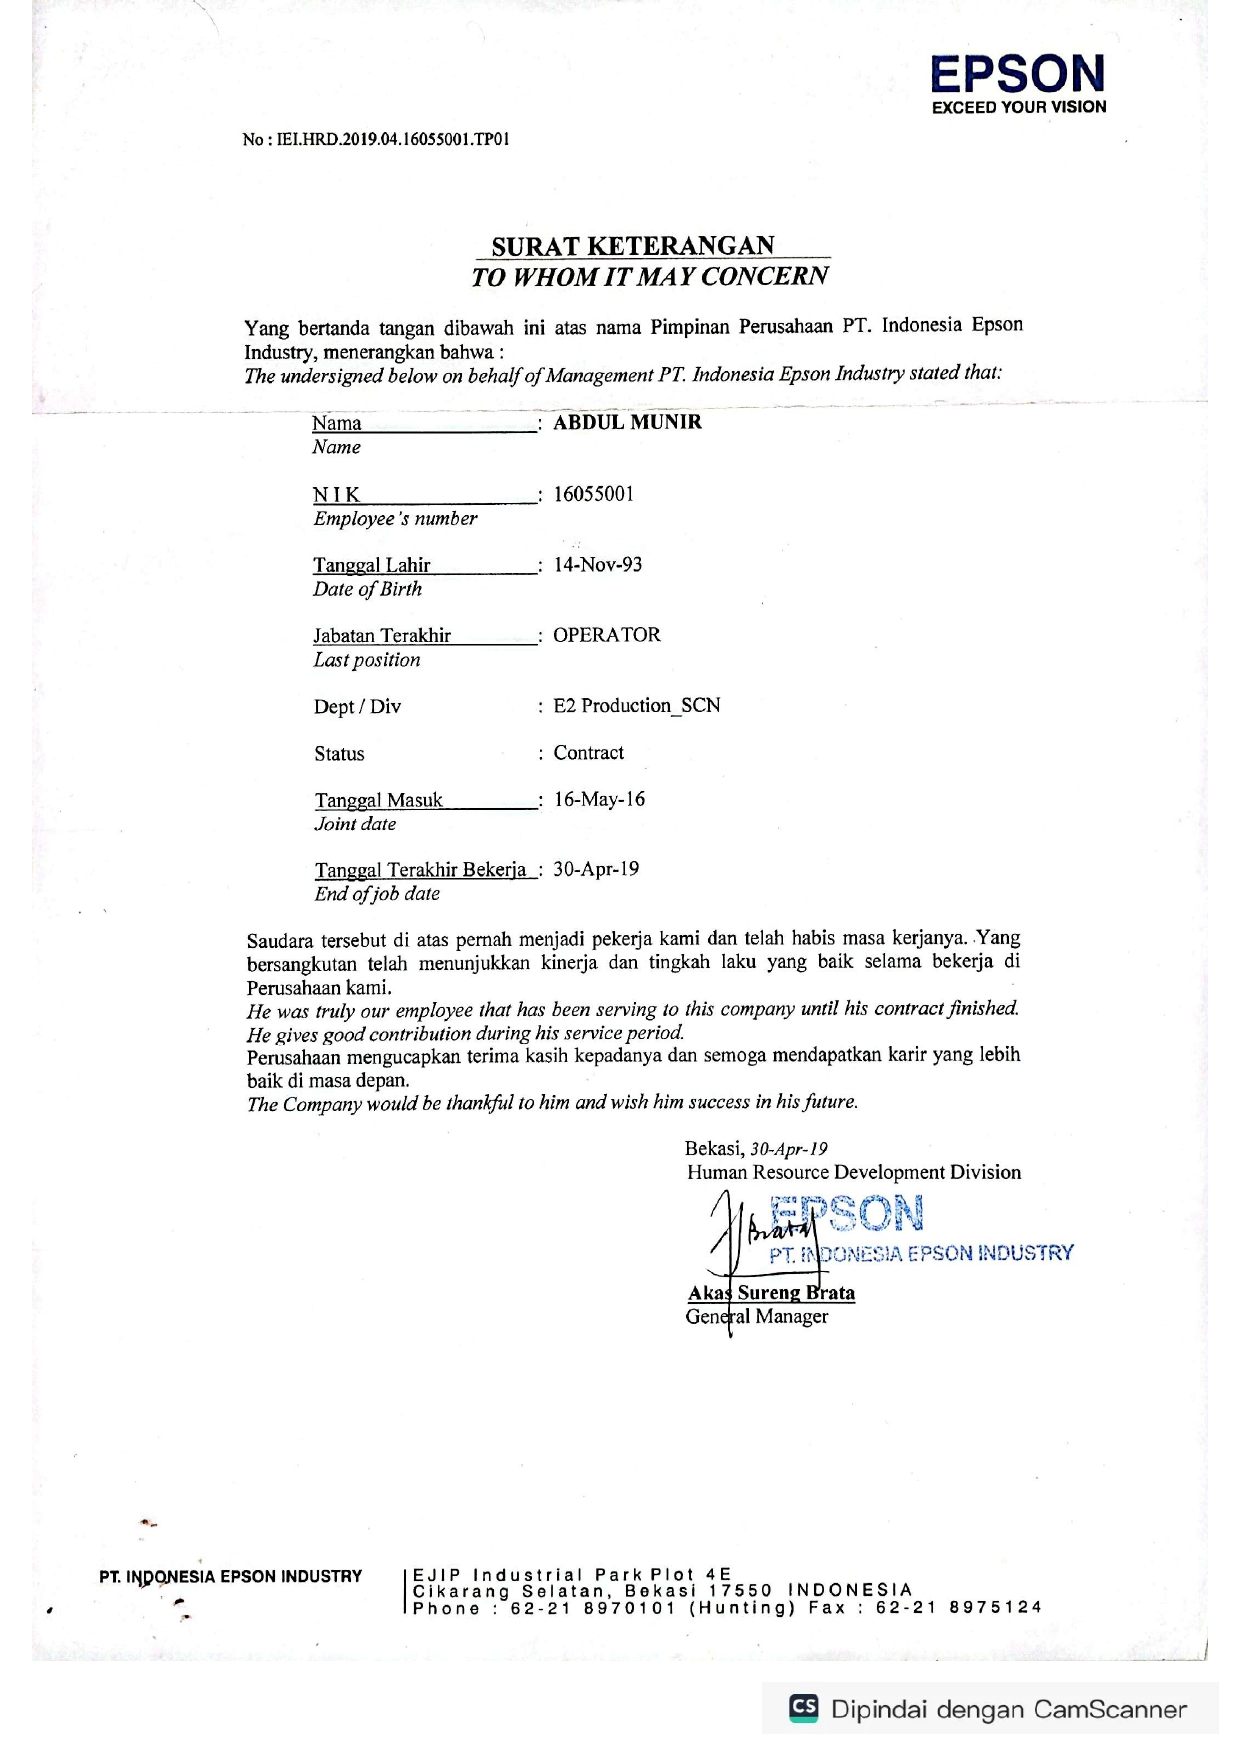 EPSON
EXCEED YOUR VISION
No : IEI.HRD.2019.04.16055001.TP01
SURAT KETERANGAN
TO WHOM IT MAY CONCERN
Yang bertanda tangan dibawah ini atas nama Pimpinan Perusahaan PT. Indonesia Epson
Industry, menerangkan bahwa :
The undersigned below on behalf of Management PT. Indonesia Epson Industry stated that:
Nama : ABDUL MUNIR
Name
N I K : 16055001
Employee's number
Tanggal Lahir : 14-Nov-93
Date of Birth
Jabatan Terakhir : OPERATOR
Last position
Dept / Div : E2 Production_SCN
Status : Contract
Tanggal Masuk : 16-May-16
Joint date
Tanggal Terakhir Bekerja : 30-Apr-19
End of job date
Saudara tersebut di atas pernah menjadi pekerja kami dan telah habis masa kerjanya. Yang
bersangkutan telah menunjukkan kinerja dan tingkah laku yang baik selama bekerja di
Perusahaan kami.
He was truly our employee that has been serving to this company until his contract finished.
He gives good contribution during his service period.
Perusahaan mengucapkan terima kasih kepadanya dan semoga mendapatkan karir yang lebih
baik di masa depan.
The Company would be thankful to him and wish him success in his future.
Bekasi, 30-Apr-19
Human Resource Development Division
EPSON
Brata
PT. INDONESIA EPSON INDUSTRY
Akas Sureng Brata
General Manager
PT. INDONESIA EPSON INDUSTRY
EJIP Industrial Park Plot 4E
Cikarang Selatan, Bekasi 17550 INDONESIA
Phone : 62-21 8970101 (Hunting) Fax : 62-21 8975124
CS Dipindai dengan CamScanner